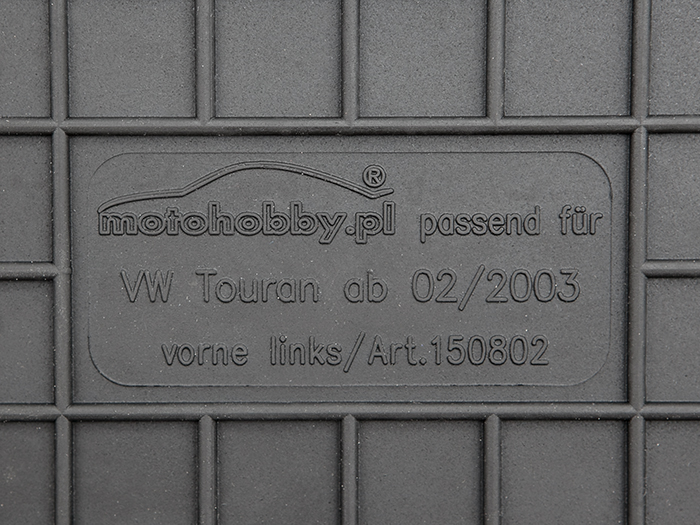 motohobby.pl® passend für
VW Touran ab 02/2003
vorne links/Art.150802